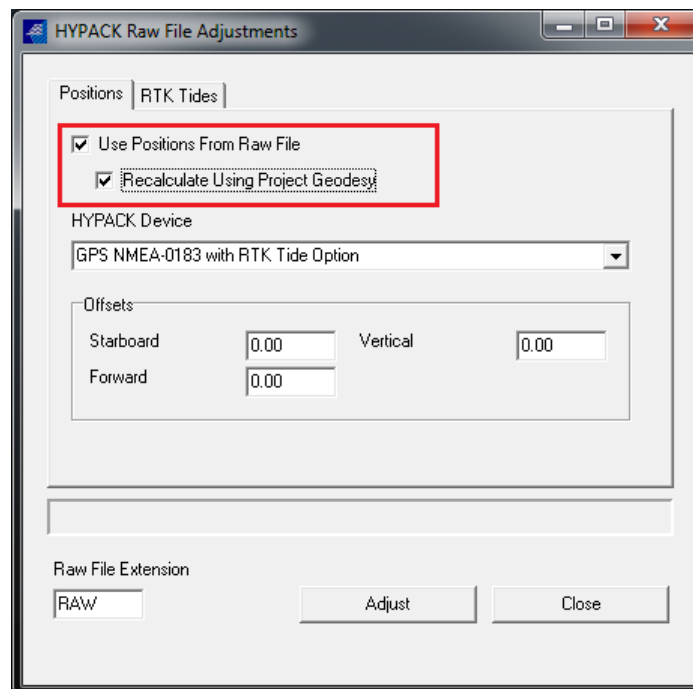 HYPACK Raw File Adjustments
Positions
RTK Tides
Use Positions From Raw File
Recalculate Using Project Geodesy
HYPACK Device
GPS NMEA-0183 with RTK Tide Option
Offsets
Starboard 0.00 Vertical 0.00
Forward 0.00
Raw File Extension
RAW Adjust Close